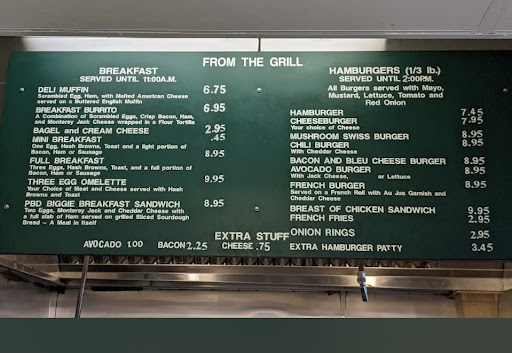 FROM THE GRILL
BREAKFAST
SERVED UNTIL 11:00A.M.
DELI MUFFIN 6.75
Scrambled Egg, Ham, with Melted American Cheese
served on a Buttered English Muffin
BREAKFAST BURRITO 6.95
A Combination of Scrambled Eggs, Crisp Bacon, Ham,
and Monterey Jack Cheese wrapped in a Flour Tortilla
BAGEL and CREAM CHEESE 2.95
MINI BREAKFAST .45
One Egg, Hash Browns, Toast and a light portion of
Bacon, Ham or Sausage
FULL BREAKFAST 8.95
Three Eggs, Hash Browns, Toast, and a full portion of
Bacon, Ham or Sausage
THREE EGG OMELETTE 9.95
Your Choice of Meat and Cheese served with Hash
Browns and Toast
PBD BIGGIE BREAKFAST SANDWICH 8.95
Two Eggs, Monterey Jack and Cheddar Cheese with
a full slab of Ham served on grilled Sliced Sourdough
Bread – A Meal in Itself
HAMBURGERS (1/3 lb.)
SERVED UNTIL 2:00PM.
All Burgers served with Mayo,
Mustard, Lettuce, Tomato and
Red Onion
HAMBURGER 7.45
CHEESEBURGER 7.95
Your choice of Cheese
MUSHROOM SWISS BURGER 8.95
CHILI BURGER 8.95
With Cheddar Cheese
BACON AND BLEU CHEESE BURGER 8.95
AVOCADO BURGER 8.95
With Jack Cheese, or Lettuce
FRENCH BURGER 8.95
Served on a French Roll with Au Jus Garnish and
Cheddar Cheese
BREAST OF CHICKEN SANDWICH 9.95
FRENCH FRIES 2.95
ONION RINGS 2.95
EXTRA STUFF
AVOCADO 1.00 BACON 2.25 CHEESE .75 EXTRA HAMBURGER PATTY 3.45